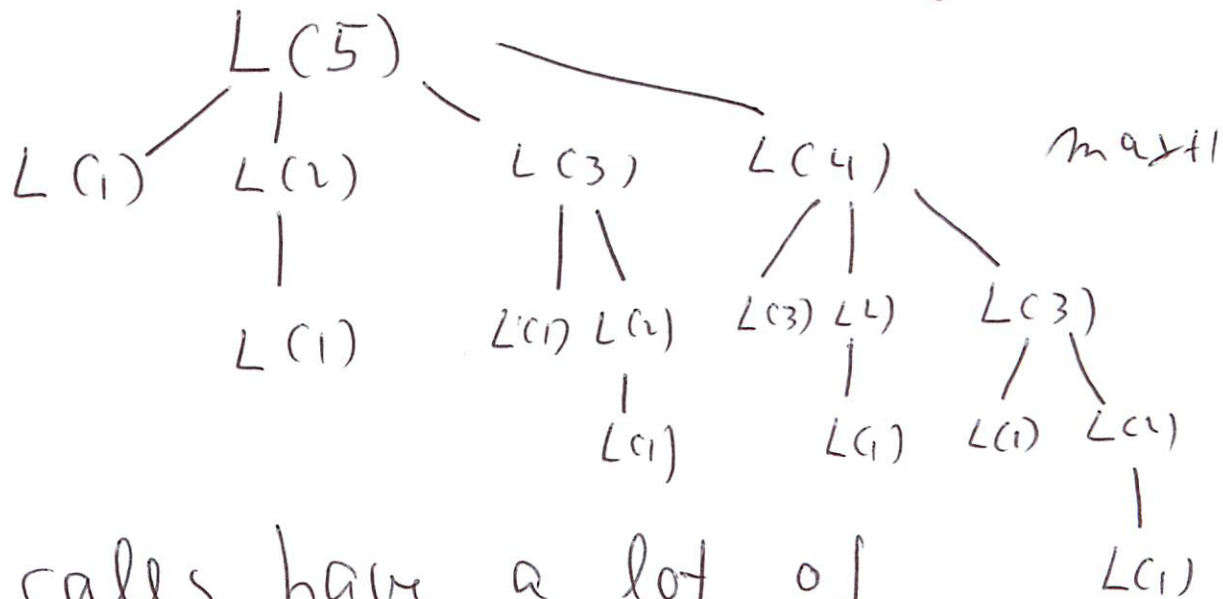 L(5)
L(1) L(2) L(3) L(4) max+1
L(1) L(1) L(2) L(3) L2) L(3)
L(1) L(1) L(1) L(2)
calls have a lot of L(1)